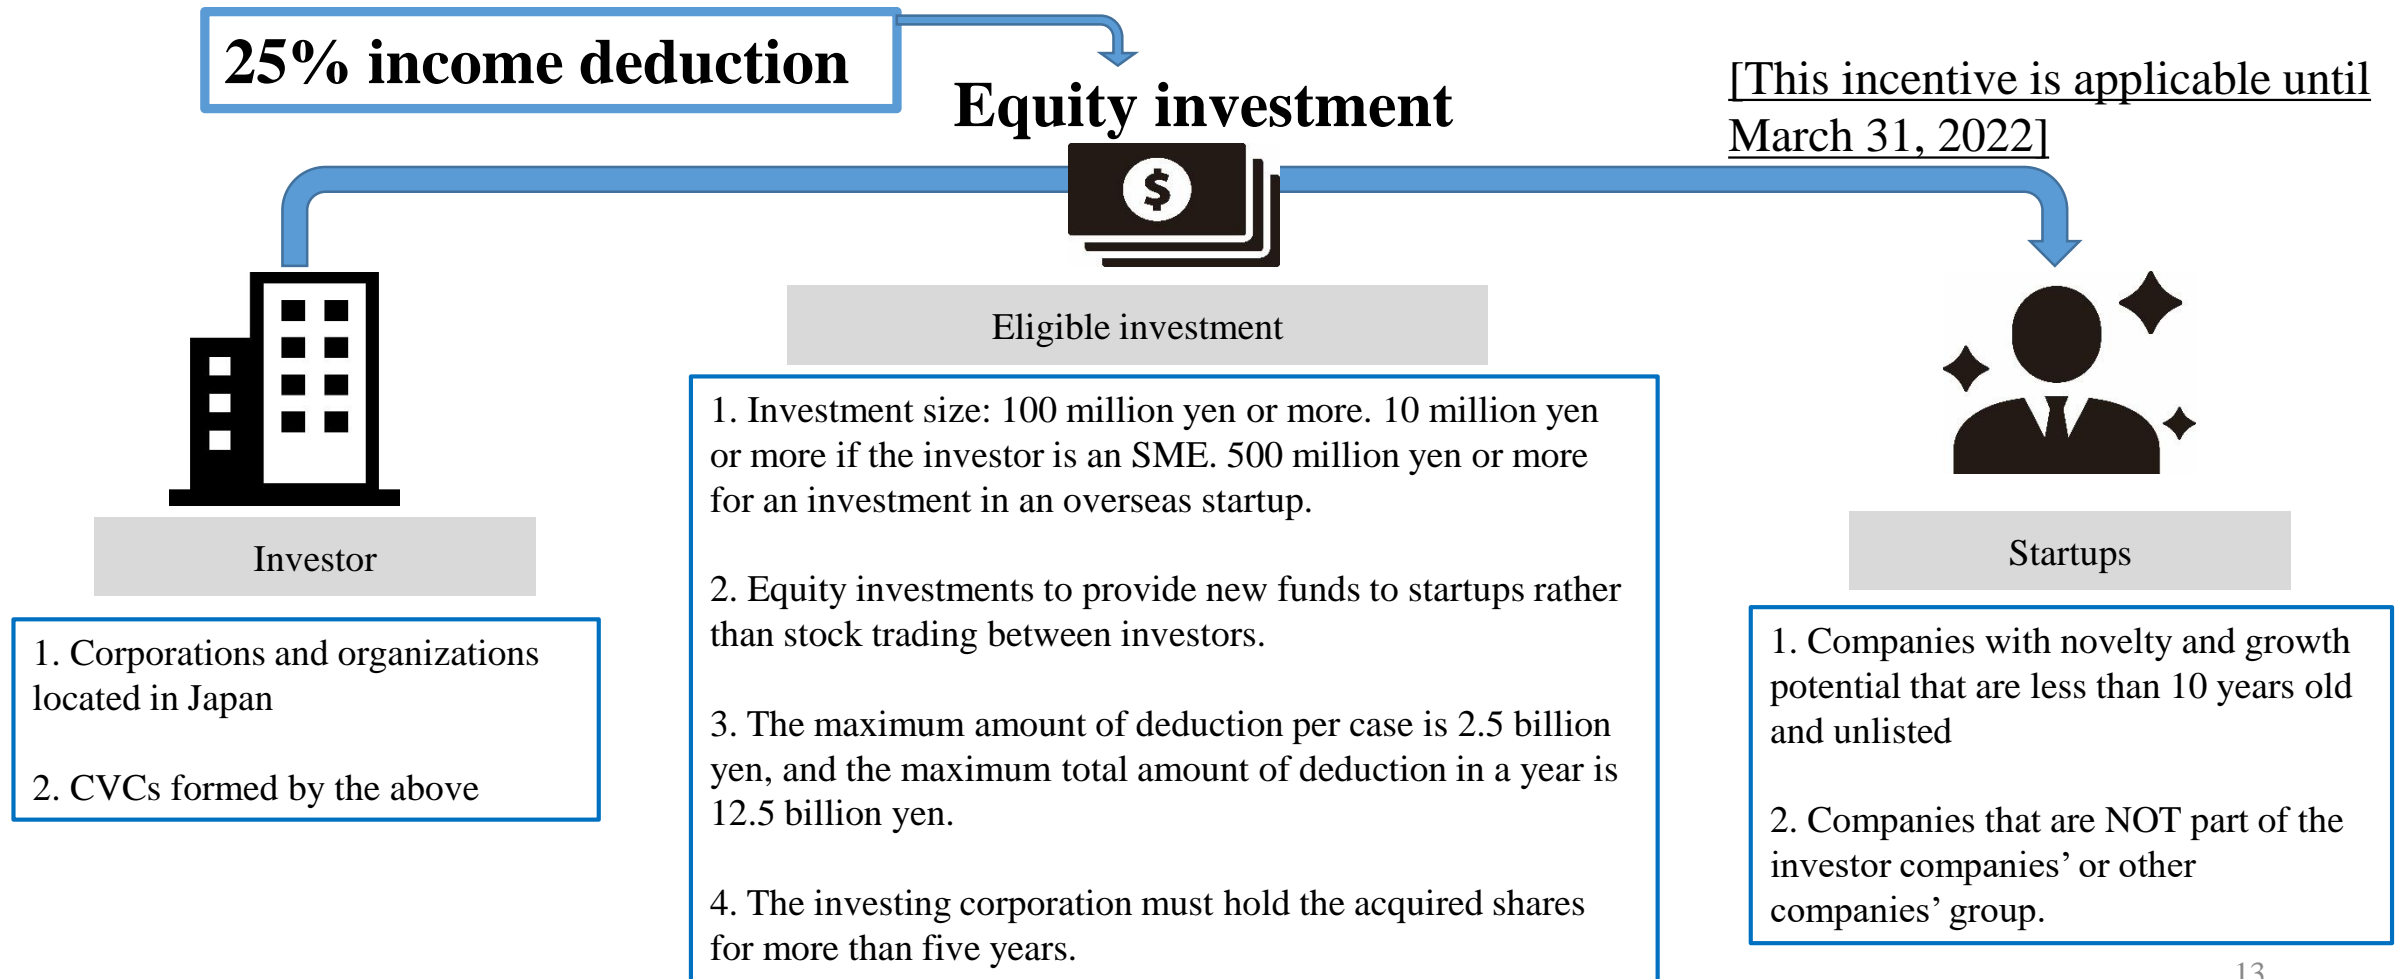 25% income deduction
Equity investment
[This incentive is applicable until
March 31, 2022]
$
Investor
1. Corporations and organizations
located in Japan
2. CVCs formed by the above
Eligible investment
1. Investment size: 100 million yen or more. 10 million yen
or more if the investor is an SME. 500 million yen or more
for an investment in an overseas startup.
2. Equity investments to provide new funds to startups rather
than stock trading between investors.
3. The maximum amount of deduction per case is 2.5 billion
yen, and the maximum total amount of deduction in a year is
12.5 billion yen.
4. The investing corporation must hold the acquired shares
for more than five years.
Startups
1. Companies with novelty and growth
potential that are less than 10 years old
and unlisted
2. Companies that are NOT part of the
investor companies’ or other
companies’ group.
13